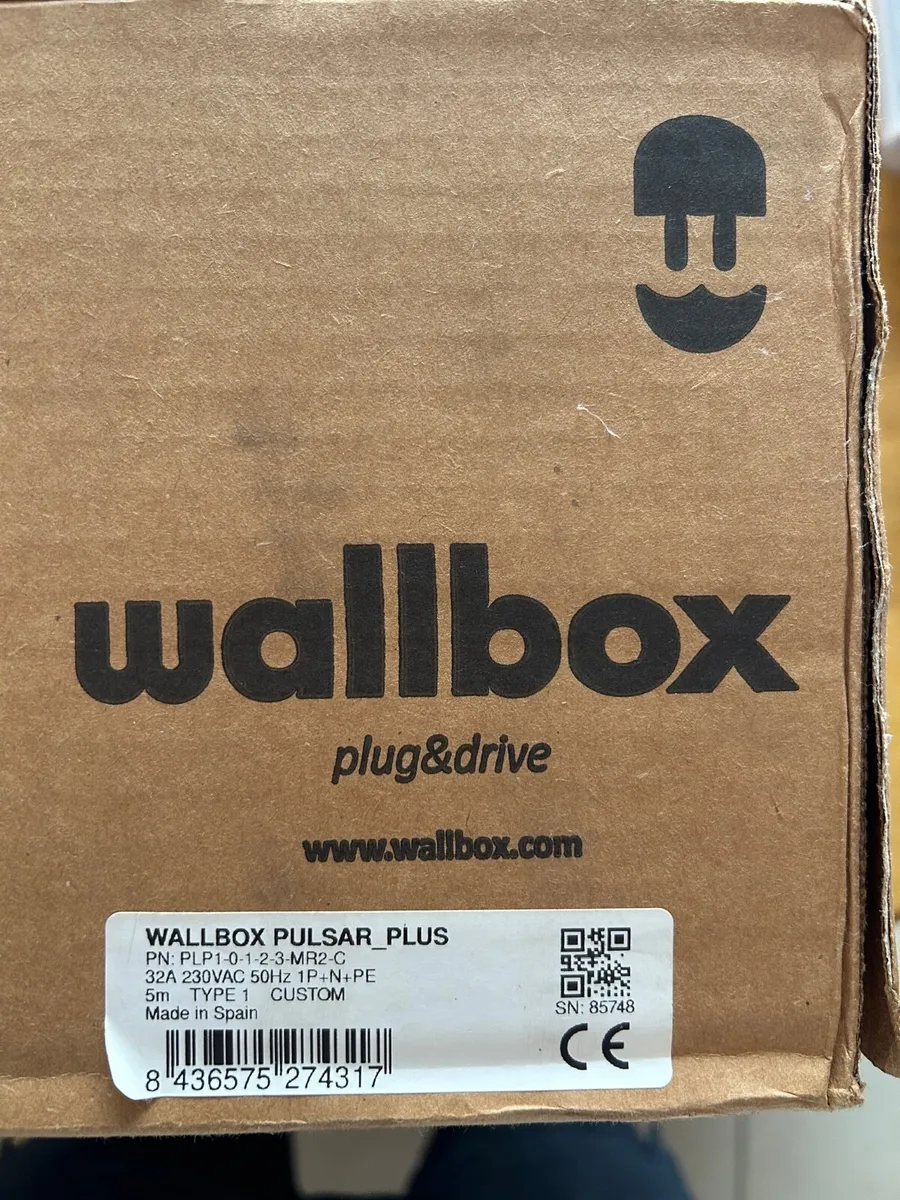 wallbox
plug&drive
www.wallbox.com
WALLBOX PULSAR_PLUS
PN: PLP1-0-1-2-3-MR2-C
32A 230VAC 50Hz 1P+N+PE
5m TYPE 1 CUSTOM
Made in Spain
SN: 85748
CE
8 436575 274317